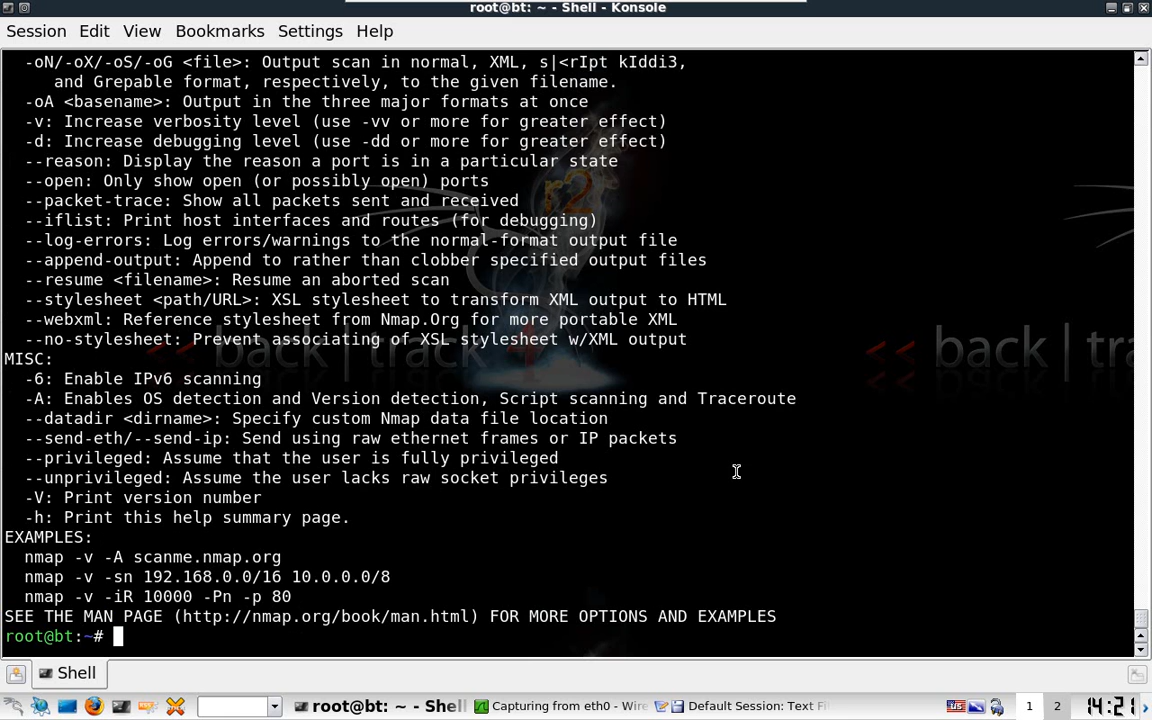 root@bt: ~ - Shell - Konsole
Session Edit View Bookmarks Settings Help
-oN/-oX/-oS/-oG <file>: Output scan in normal, XML, s|<rIpt kIddi3,
and Grepable format, respectively, to the given filename.
-oA <basename>: Output in the three major formats at once
-v: Increase verbosity level (use -vv or more for greater effect)
-d: Increase debugging level (use -dd or more for greater effect)
--reason: Display the reason a port is in a particular state
--open: Only show open (or possibly open) ports
--packet-trace: Show all packets sent and received
--iflist: Print host interfaces and routes (for debugging)
--log-errors: Log errors/warnings to the normal-format output file
--append-output: Append to rather than clobber specified output files
--resume <filename>: Resume an aborted scan
--stylesheet <path/URL>: XSL stylesheet to transform XML output to HTML
--webxml: Reference stylesheet from Nmap.Org for more portable XML
--no-stylesheet: Prevent associating of XSL stylesheet w/XML output
MISC:
-6: Enable IPv6 scanning
-A: Enables OS detection and Version detection, Script scanning and Traceroute
--datadir <dirname>: Specify custom Nmap data file location
--send-eth/--send-ip: Send using raw ethernet frames or IP packets
--privileged: Assume that the user is fully privileged
--unprivileged: Assume the user lacks raw socket privileges
-V: Print version number
-h: Print this help summary page.
EXAMPLES:
nmap -v -A scanme.nmap.org
nmap -v -sn 192.168.0.0/16 10.0.0.0/8
nmap -v -iR 10000 -Pn -p 80
SEE THE MAN PAGE (http://nmap.org/book/man.html) FOR MORE OPTIONS AND EXAMPLES
root@bt:~#
r2
<< back | track 4
<< back | tra
Shell
root@bt: ~ - Shell
Capturing from eth0 - Wire
Default Session: Text Fi
us
1 2
14:21